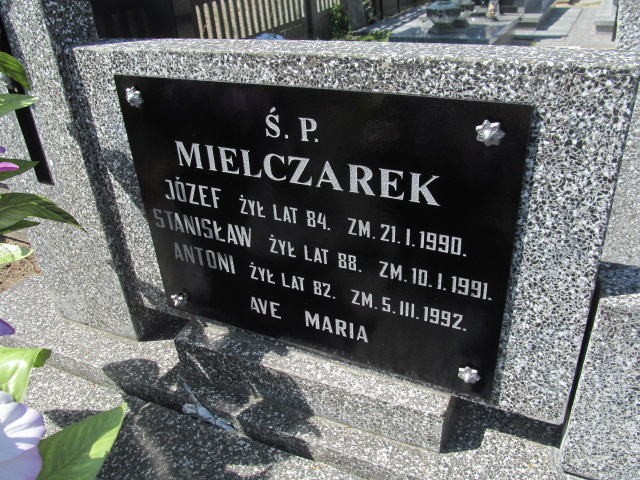 Ś. P.
MIELCZAREK
JÓZEF ŻYŁ LAT 84. ZM. 21. I. 1990.
STANISŁAW ŻYŁ LAT 88. ZM. 10. I. 1991.
ANTONI ŻYŁ LAT 82. ZM. 5. III. 1992.
AVE MARIA